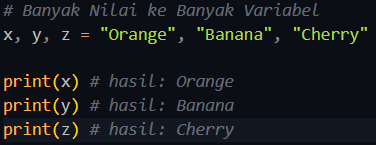 # Banyak Nilai ke Banyak Variabel
x, y, z = "Orange", "Banana", "Cherry"
print(x) # hasil: Orange
print(y) # hasil: Banana
print(z) # hasil: Cherry